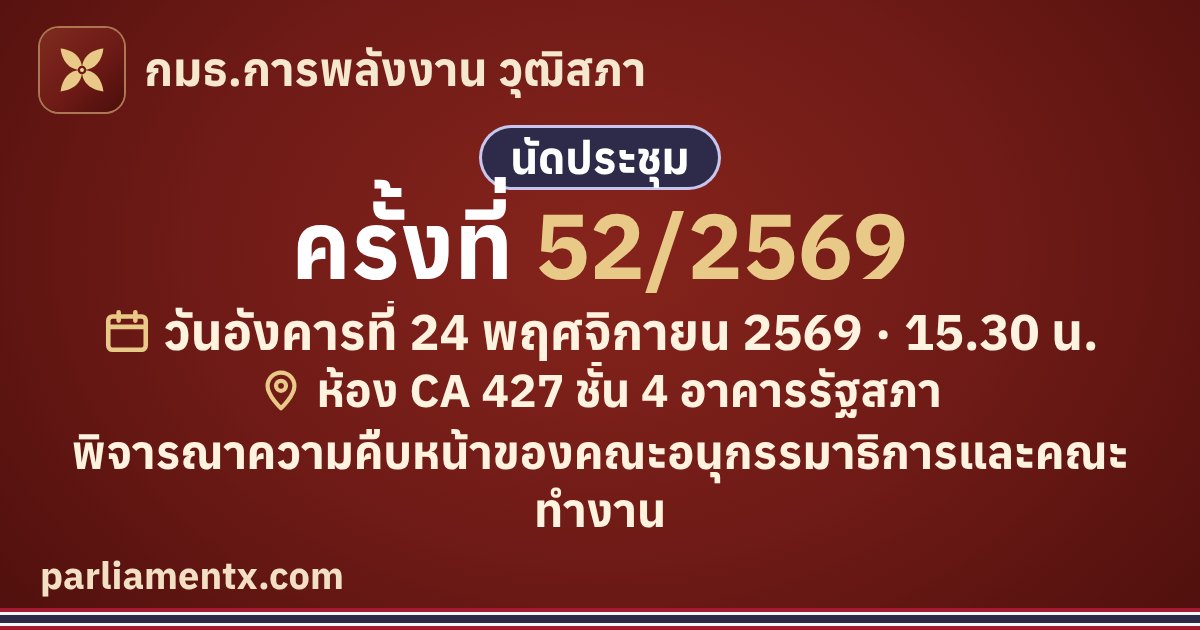 กมธ.การพลังงาน วุฒิสภา
นัดประชุม
ครั้งที่ 52/2569
วันอังคารที่ 24 พฤศจิกายน 2569 · 15.30 น.
ห้อง CA 427 ชั้น 4 อาคารรัฐสภา
พิจารณาความคืบหน้าของคณะอนุกรรมาธิการและคณะ
ทำงาน
parliamentx.com